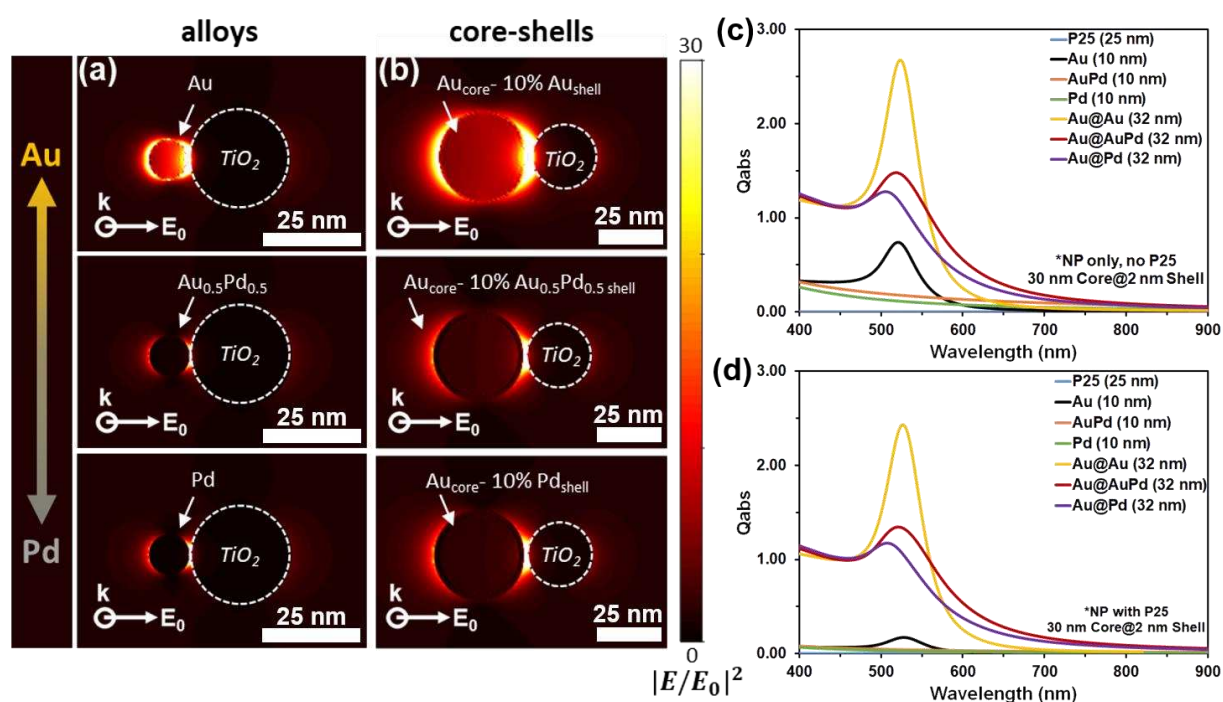 alloys
core-shells
Au
Pd
(a)
Au
TiO2
k
E0
25 nm
Au0.5Pd0.5
TiO2
k
E0
25 nm
Pd
TiO2
k
E0
25 nm
(b)
Aucore- 10% Aushell
TiO2
k
E0
25 nm
Aucore- 10% Au0.5Pd0.5 shell
TiO2
k
E0
25 nm
Aucore- 10% Pdshell
TiO2
k
E0
25 nm
30
0
|E/E0|2
(c)
3.00
2.00
1.00
0.00
Qabs
P25 (25 nm)
Au (10 nm)
AuPd (10 nm)
Pd (10 nm)
Au@Au (32 nm)
Au@AuPd (32 nm)
Au@Pd (32 nm)
*NP only, no P25
30 nm Core@2 nm Shell
400 500 600 700 800 900
Wavelength (nm)
(d)
3.00
2.00
1.00
0.00
Qabs
P25 (25 nm)
Au (10 nm)
AuPd (10 nm)
Pd (10 nm)
Au@Au (32 nm)
Au@AuPd (32 nm)
Au@Pd (32 nm)
*NP with P25
30 nm Core@2 nm Shell
400 500 600 700 800 900
Wavelength (nm)